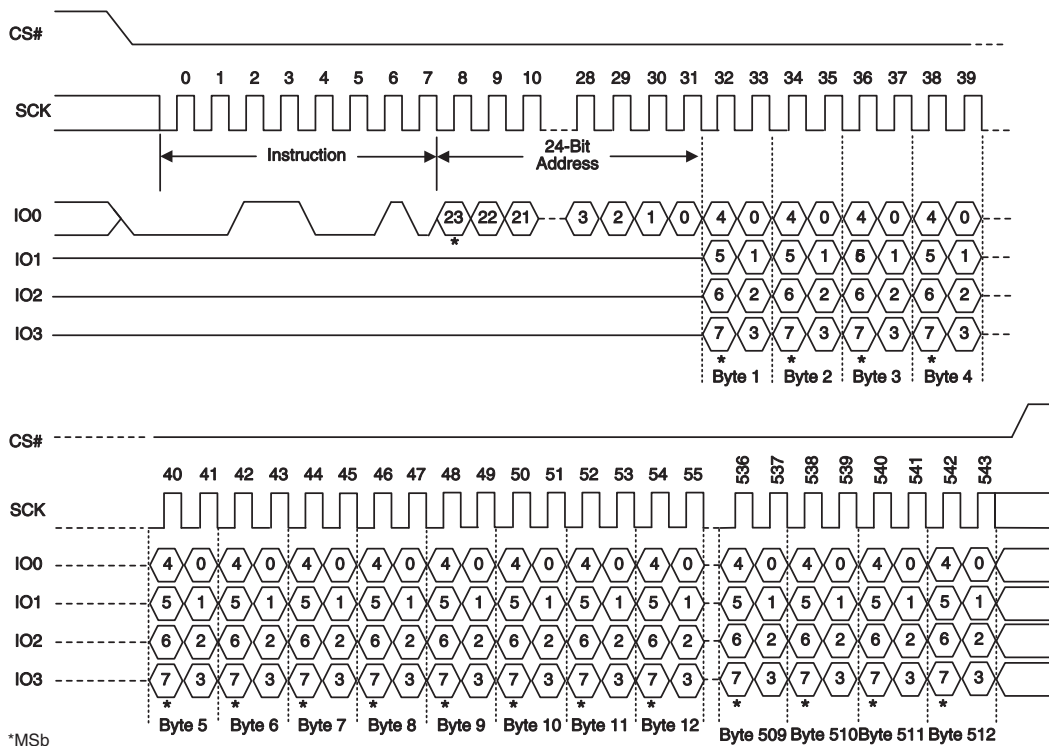 CS#
0 1 2 3 4 5 6 7 8 9 10 28 29 30 31 32 33 34 35 36 37 38 39
SCK
Instruction
24-Bit
Address
IO0 23 22 21 3 2 1 0 4 0 4 0 4 0 4 0
*
IO1 5 1 5 1 6 1 5 1
IO2 6 2 6 2 6 2 6 2
IO3 7 3 7 3 7 3 7 3
* * * *
Byte 1 Byte 2 Byte 3 Byte 4
CS#
40 41 42 43 44 45 46 47 48 49 50 51 52 53 54 55 536 537 538 539 540 541 542 543
SCK
IO0 4 0 4 0 4 0 4 0 4 0 4 0 4 0 4 0 4 0 4 0 4 0 4 0
IO1 5 1 5 1 5 1 5 1 5 1 5 1 5 1 5 1 5 1 5 1 5 1 5 1
IO2 6 2 6 2 6 2 6 2 6 2 6 2 6 2 6 2 6 2 6 2 6 2 6 2
IO3 7 3 7 3 7 3 7 3 7 3 7 3 7 3 7 3 7 3 7 3 7 3 7 3
* * * * * * * * * * * *
Byte 5 Byte 6 Byte 7 Byte 8 Byte 9 Byte 10 Byte 11 Byte 12 Byte 509 Byte 510 Byte 511 Byte 512
*MSb